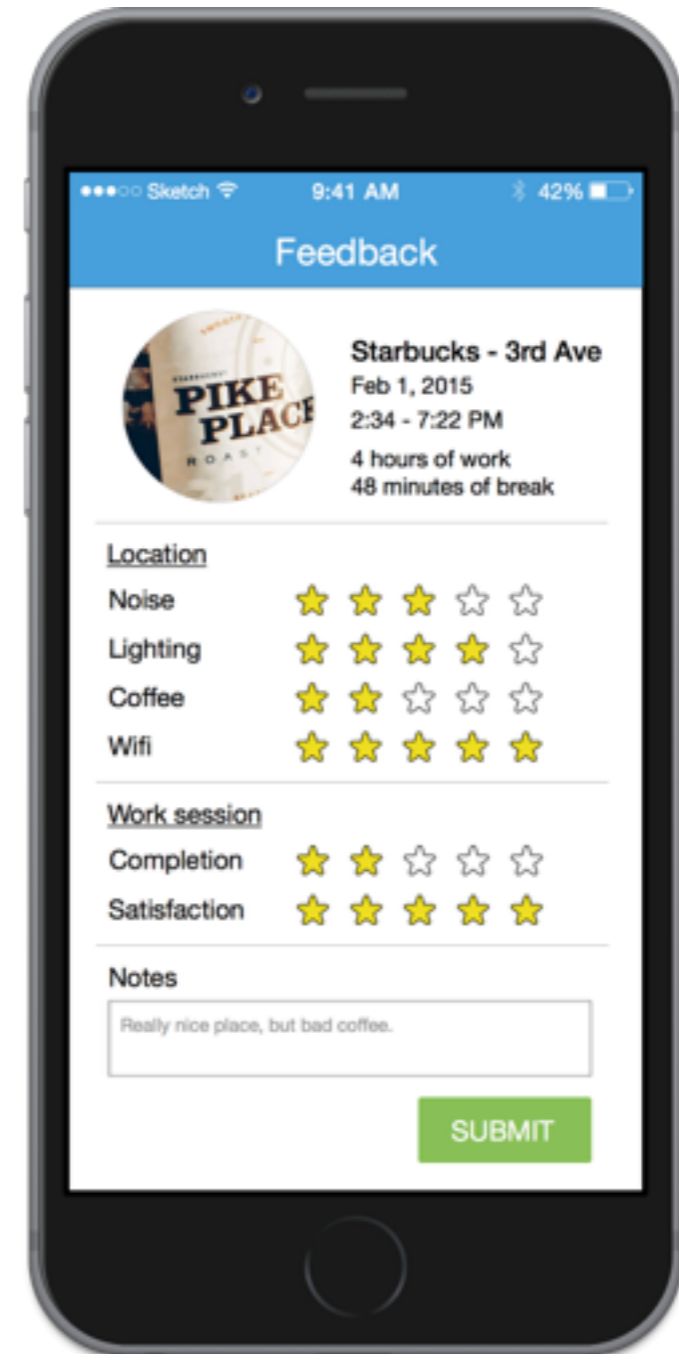 Sketch 9:41 AM 42%
Feedback
PIKE
PLACE
ROAST
Starbucks - 3rd Ave
Feb 1, 2015
2:34 - 7:22 PM
4 hours of work
48 minutes of break
Location
Noise
Lighting
Coffee
Wifi
Work session
Completion
Satisfaction
Notes
Really nice place, but bad coffee.
SUBMIT